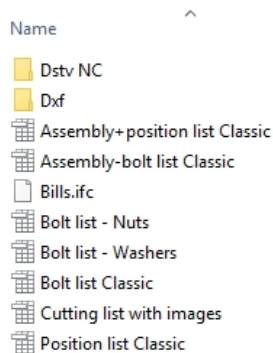 Name
Dstv NC
Dxf
Assembly+position list Classic
Assembly-bolt list Classic
Bills.ifc
Bolt list - Nuts
Bolt list - Washers
Bolt list Classic
Cutting list with images
Position list Classic